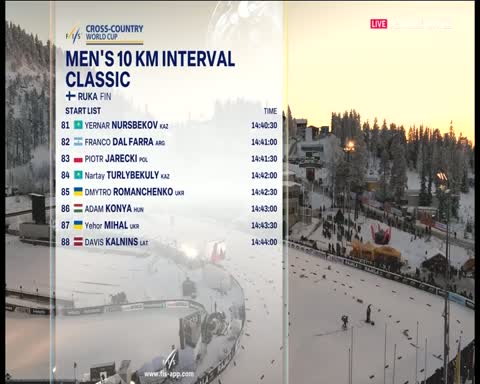 LIVE
F/I/S
CROSS-COUNTRY
WORLD CUP
MEN'S 10 KM INTERVAL
CLASSIC
RUKA FIN
START LIST TIME
81 YERNAR NURSBEKOV KAZ 14:40:30
82 FRANCO DAL FARRA ARG 14:41:00
83 PIOTR JARECKI POL 14:41:30
84 Nartay TURLYBEKULY KAZ 14:42:00
85 DMYTRO ROMANCHENKO UKR 14:42:30
86 ADAM KONYA HUN 14:43:00
87 Yehor MIHAL UKR 14:43:30
88 DAVIS KALNINS LAT 14:44:00
F/I/S
www.fis-app.com